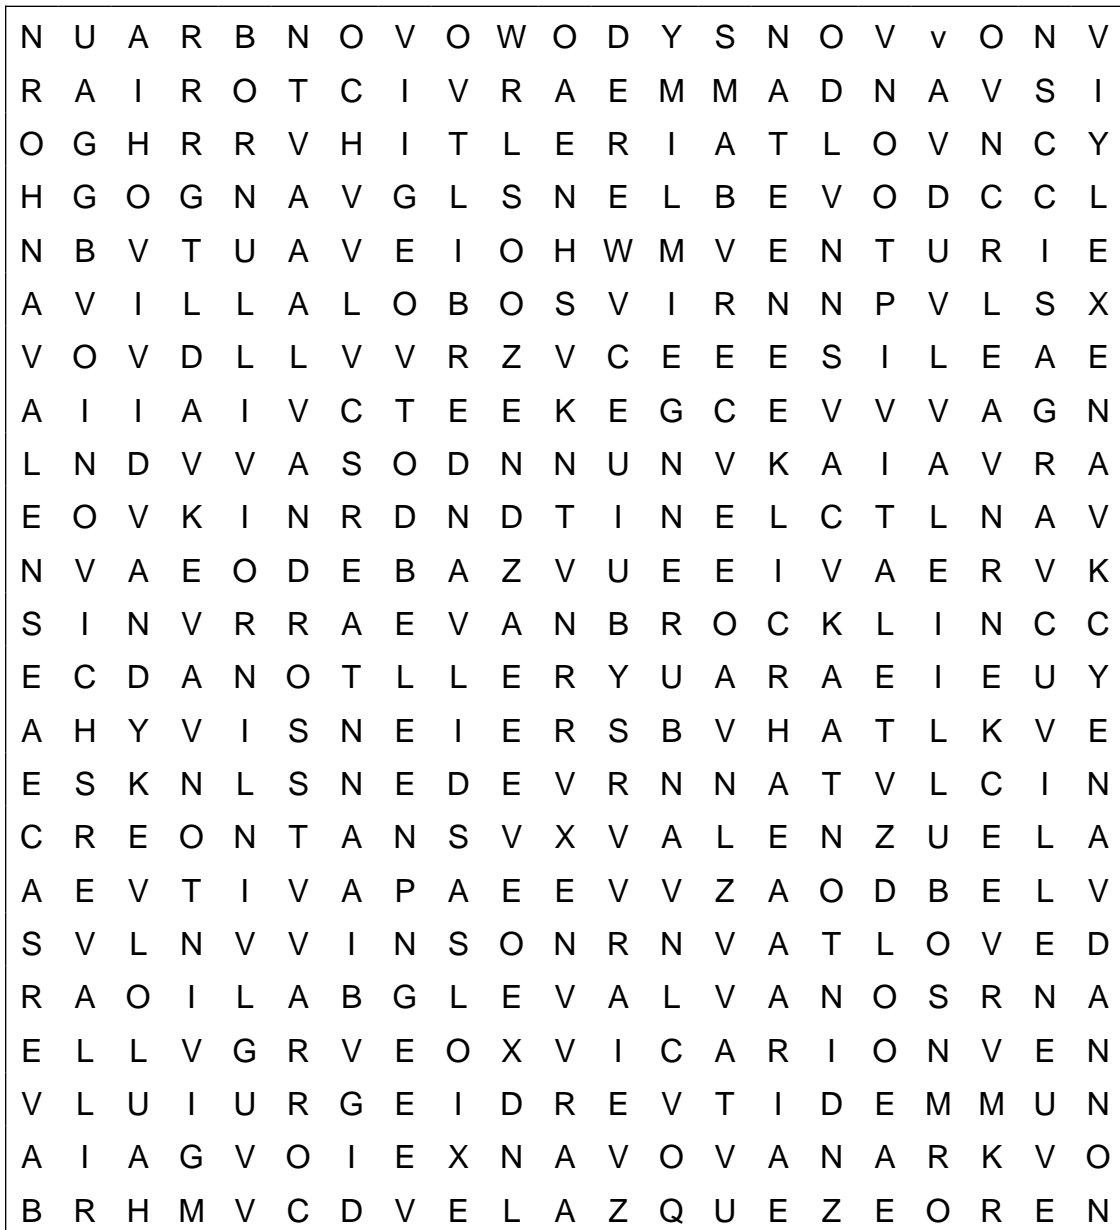 N U A R B N O V O W O D Y S N O V v O N V
R A I R O T C I V R A E M M A D N A V S I
O G H R R V H I T L E R I A T L O V N C Y
H G O G N A V G L S N E L B E V O D C C L
N B V T U A V E I O H W M V E N T U R I E
A V I L L A L O B O S V I R N N P V L S X
V O V D L L V V R Z V C E E E S I L E A E
A I I A I V C T E E K E G C E V V V A G N
L N D V V A S O D N N U N V K A I A V R A
E O V K I N R D N D T I N E L C T L N A V
N V A E O D E B A Z V U E E I V A E R V K
S I N V R R A E V A N B R O C K L I N C C
E C D A N O T L L E R Y U A R A E I E U Y
A H Y V I S N E I E R S B V H A T L K V E
E S K N L S N E D E V R N N A T V L C I N
C R E O N T A N S V X V A L E N Z U E L A
A E V T I V A P A E E V V Z A O D B E L V
S V L N V V I N S O N R N V A T L O V E D
R A O I L A B G L E V A L V A N O S R N A
E L L V G R V E O X V I C A R I O N V E N
V L U I U R G E I D R E V T I D E M M U N
A I A G V O I E X N A V O V A N A R K V O
B R H M V C D V E L A Z Q U E Z E O R E N